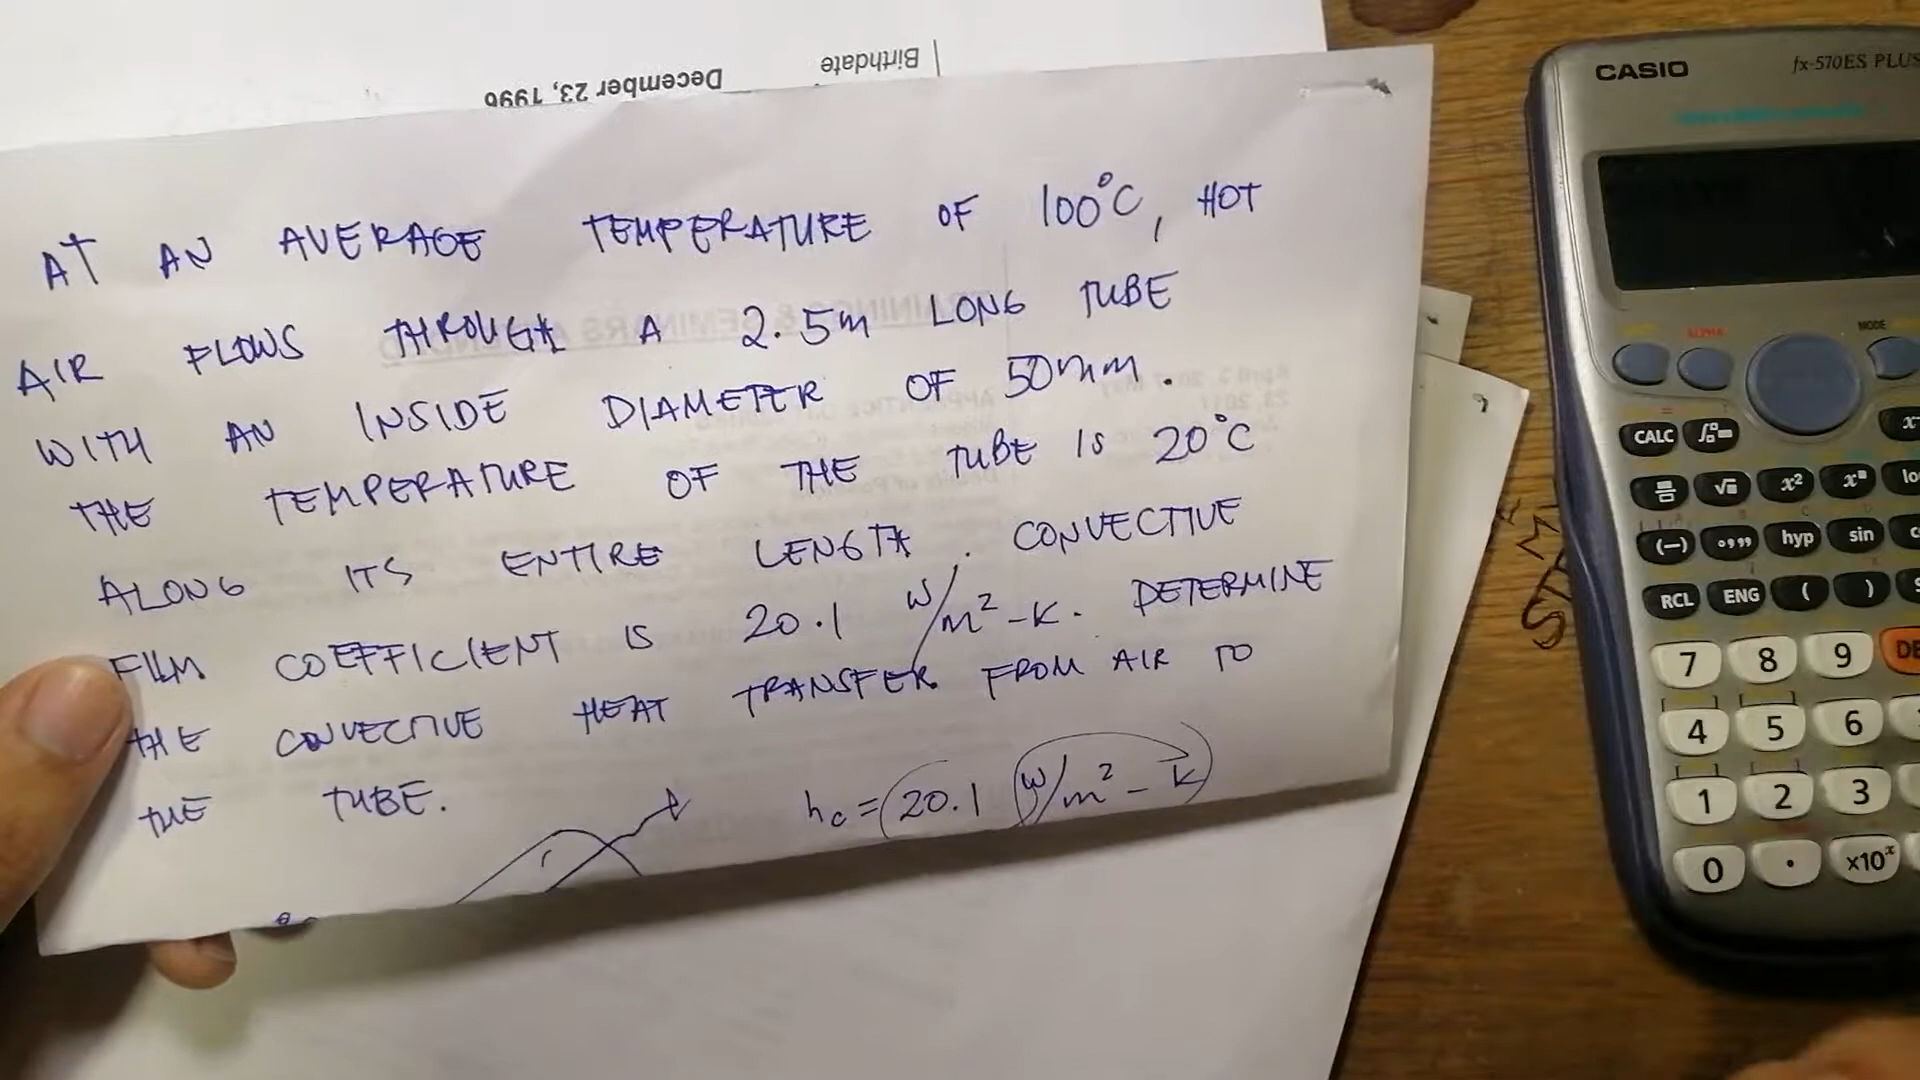 Birthdate
December 23, 1996
AT AN AVERAGE TEMPERATURE OF 100°C, HOT
AIR FLOWS THROUGH A 2.5m LONG TUBE
WITH AN INSIDE DIAMETER OF 50mm.
THE TEMPERATURE OF THE TUBE IS 20°C
ALONG ITS ENTIRE LENGTH. CONVECTIVE
FILM COEFFICIENT IS 20.1 W/m²-K. DETERMINE
THE CONVECTIVE HEAT TRANSFER FROM AIR TO
THE TUBE.
hc = 20.1 W/m² - K
CASIO
fx-570ES PLUS
ALPHA
MODE
CALC
√
x²
(-)
°,,,
hyp
sin
RCL
ENG
(
)
7 8 9
4 5 6
1 2 3
0 . ×10ˣ